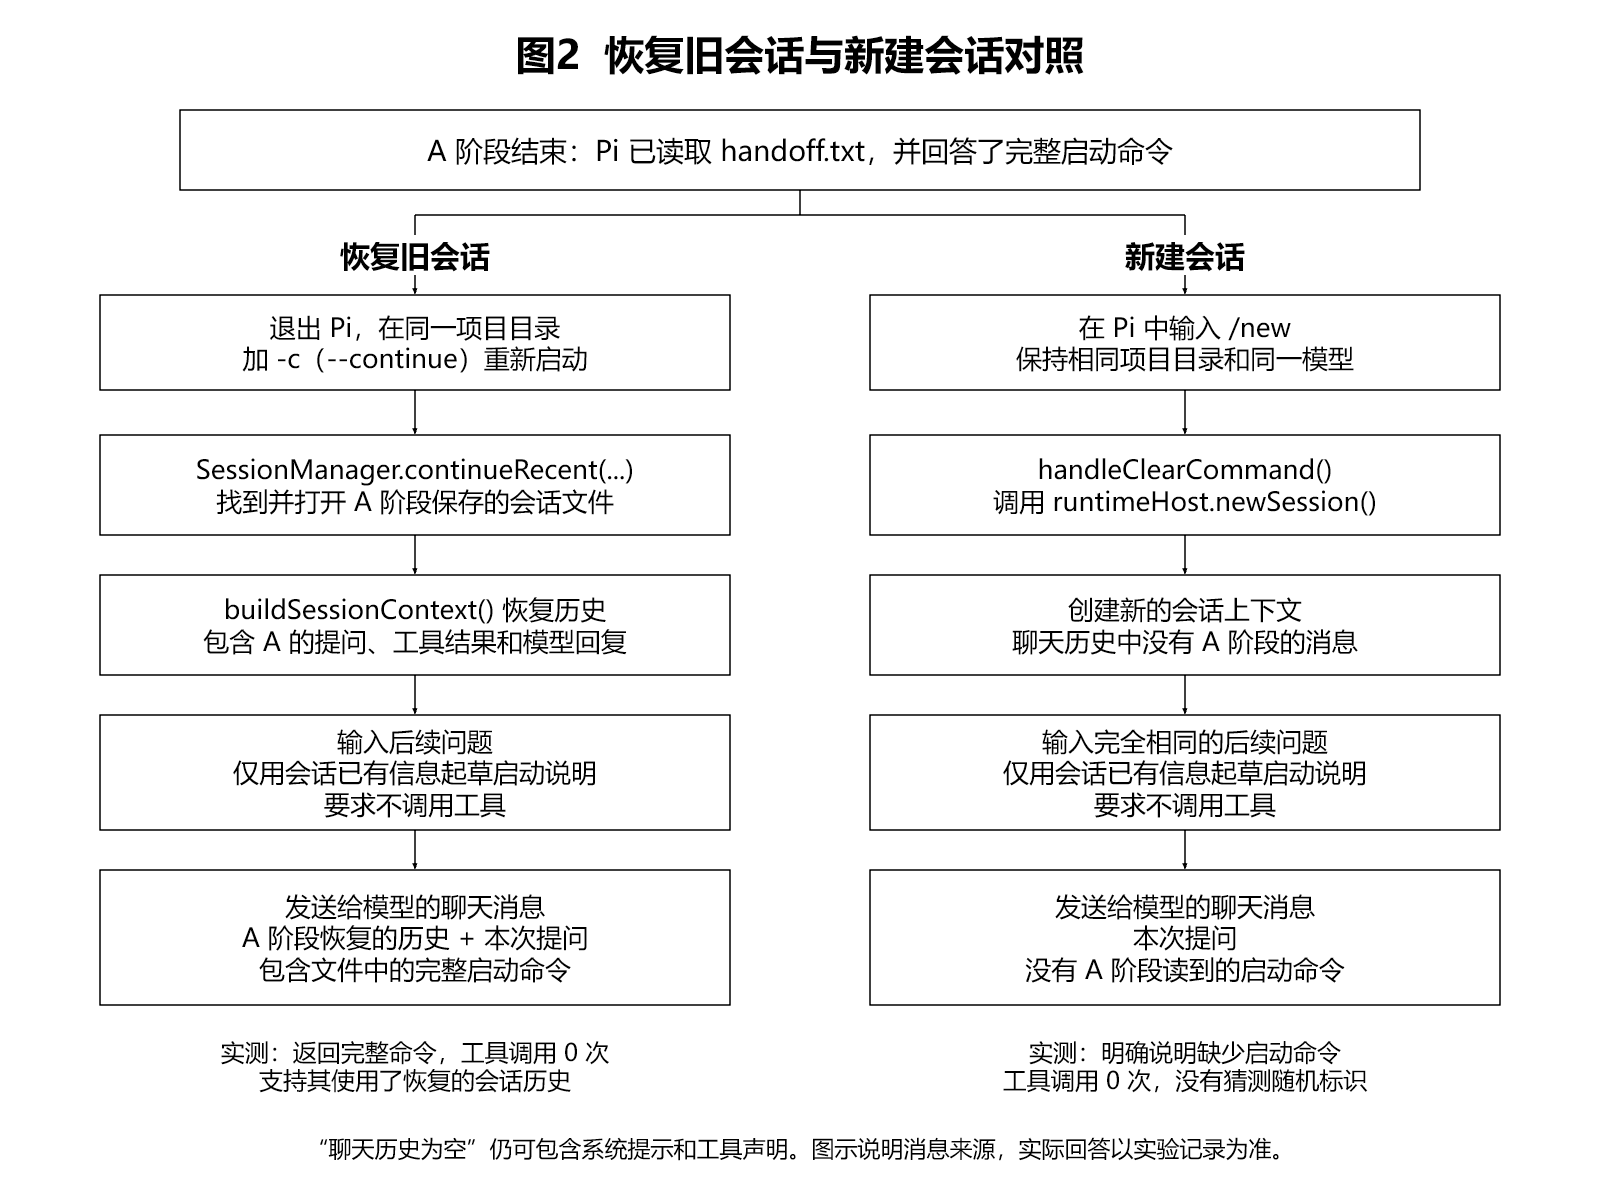 图2 恢复旧会话与新建会话对照
A 阶段结束：Pi 已读取 handoff.txt，并回答了完整启动命令
恢复旧会话
退出 Pi，在同一项目目录
加 -c（--continue）重新启动
SessionManager.continueRecent(...)
找到并打开 A 阶段保存的会话文件
buildSessionContext() 恢复历史
包含 A 的提问、工具结果和模型回复
输入后续问题
仅用会话已有信息起草启动说明
要求不调用工具
发送给模型的聊天消息
A 阶段恢复的历史 + 本次提问
包含文件中的完整启动命令
实测：返回完整命令，工具调用 0 次
支持其使用了恢复的会话历史
新建会话
在 Pi 中输入 /new
保持相同项目目录和同一模型
handleClearCommand()
调用 runtimeHost.newSession()
创建新的会话上下文
聊天历史中没有 A 阶段的消息
输入完全相同的后续问题
仅用会话已有信息起草启动说明
要求不调用工具
发送给模型的聊天消息
本次提问
没有 A 阶段读到的启动命令
实测：明确说明缺少启动命令
工具调用 0 次，没有猜测随机标识
“聊天历史为空”仍可包含系统提示和工具声明。图示说明消息来源，实际回答以实验记录为准。